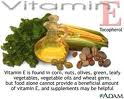 Vitamin
E
Tocopherol
Vitamin E is found in corn, nuts, olives, green, leafy
vegetables, vegetable oils and wheat germ,
but food alone cannot provide a beneficial amount
of vitamin E, and supplements may be helpful
ADAM.